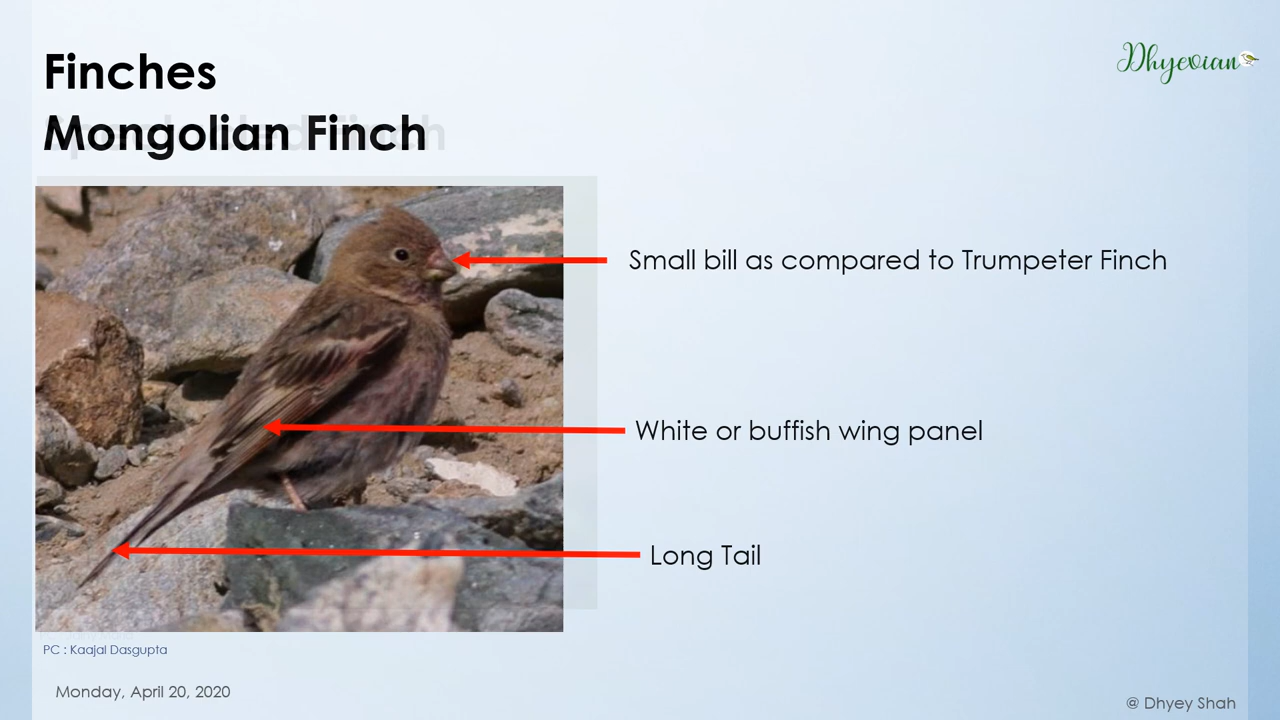 Finches
Mongolian Finch
Dhyevian
Small bill as compared to Trumpeter Finch
White or buffish wing panel
Long Tail
PC : Kaajal Dasgupta
Monday, April 20, 2020
@ Dhyey Shah